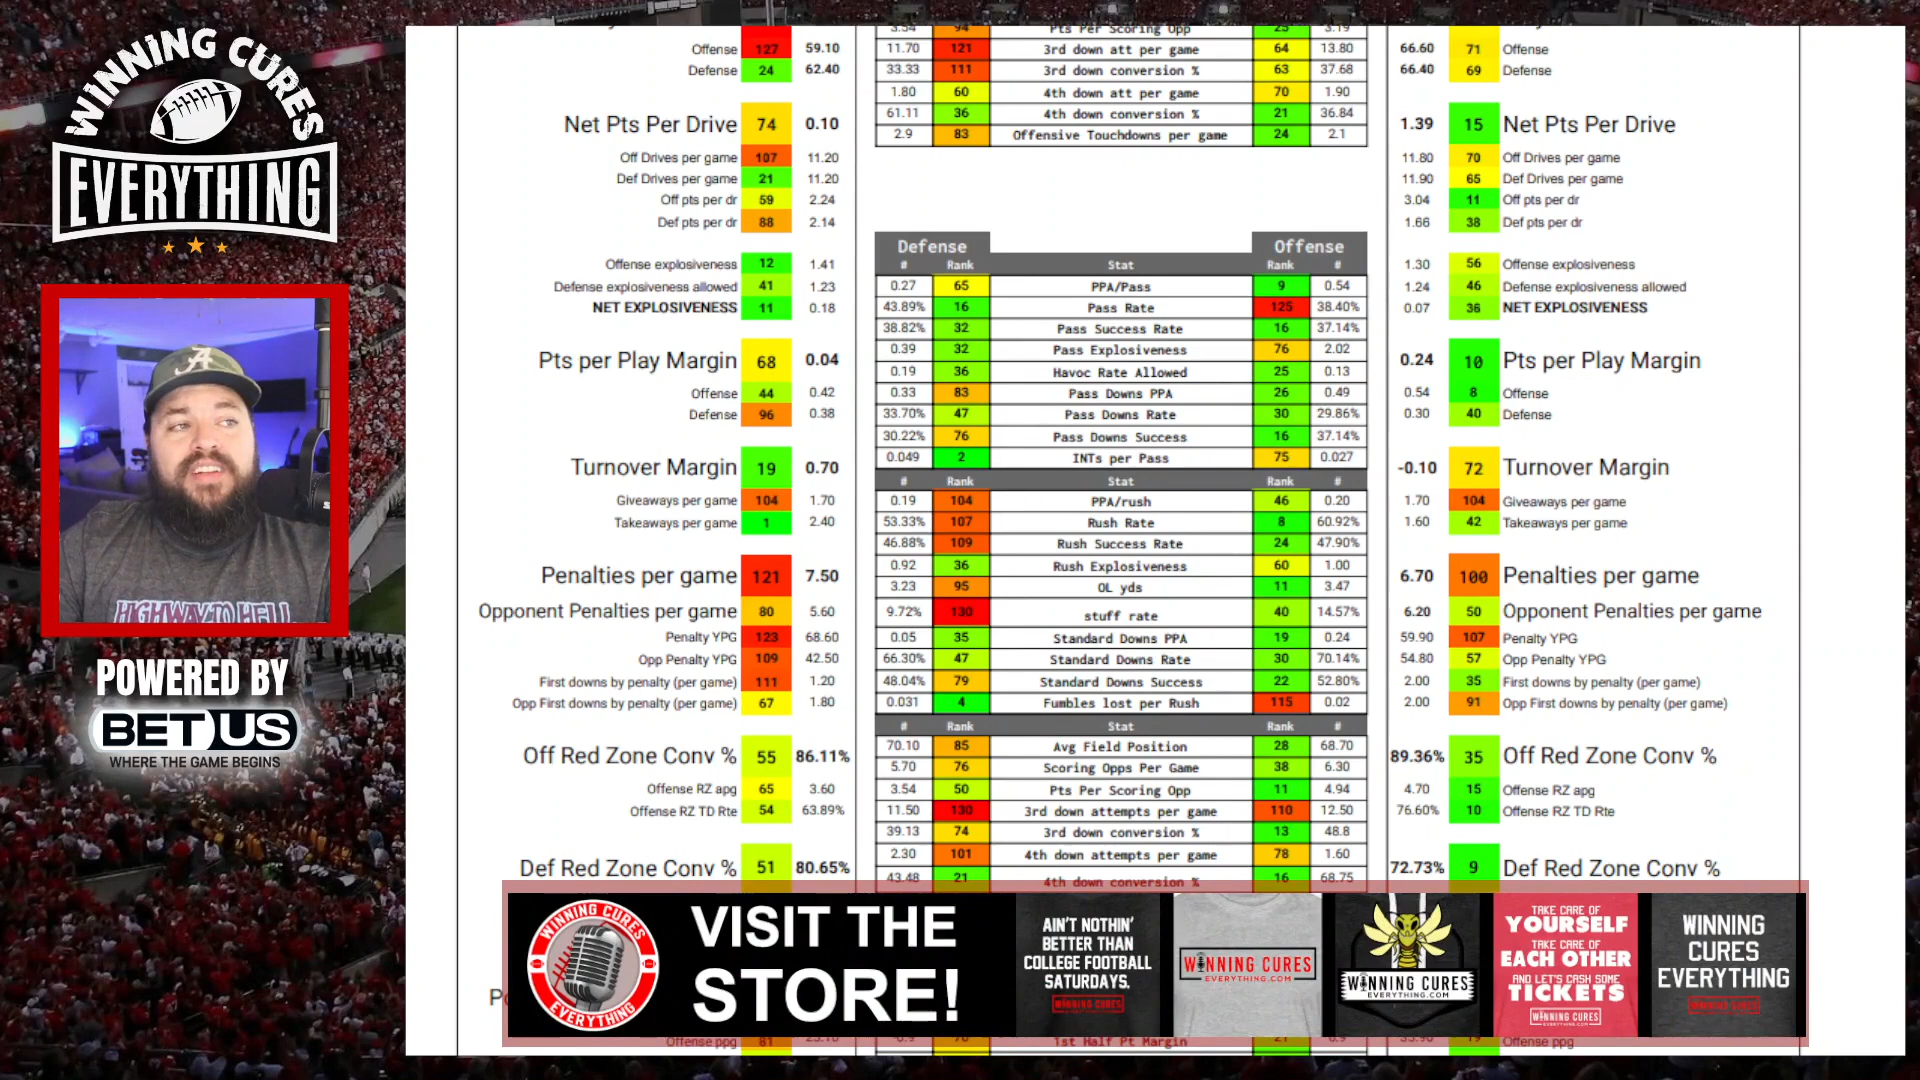 WINNING CURES
EVERYTHING
A
HIGHWAY TO HELL
POWERED BY
BETUS
WHERE THE GAME BEGINS
Offense 127 59.10
Defense 24 62.40
Net Pts Per Drive 74 0.10
Off Drives per game 107 11.20
Def Drives per game 21 11.20
Off pts per dr 59 2.24
Def pts per dr 88 2.14
Offense explosiveness 12 1.41
Defense explosiveness allowed 41 1.23
NET EXPLOSIVENESS 11 0.18
Pts per Play Margin 68 0.04
Offense 44 0.42
Defense 96 0.38
Turnover Margin 19 0.70
Giveaways per game 104 1.70
Takeaways per game 1 2.40
Penalties per game 121 7.50
Opponent Penalties per game 80 5.60
Penalty YPG 123 68.60
Opp Penalty YPG 109 42.50
First downs by penalty (per game) 111 1.20
Opp First downs by penalty (per game) 67 1.80
Off Red Zone Conv % 55 86.11%
Offense RZ apg 65 3.60
Offense RZ TD Rte 54 63.89%
Def Red Zone Conv % 51 80.65%
Offense ppg 81
3.54 94 Pts Per Scoring Opp 25 3.19
11.70 121 3rd down att per game 64 13.80
33.33 111 3rd down conversion % 63 37.68
1.80 60 4th down att per game 70 1.90
61.11 36 4th down conversion % 21 36.84
2.9 83 Offensive Touchdowns per game 24 2.1
Defense Offense
# Rank Stat Rank #
0.27 65 PPA/Pass 9 0.54
43.89% 16 Pass Rate 125 38.40%
38.82% 32 Pass Success Rate 16 37.14%
0.39 32 Pass Explosiveness 76 2.02
0.19 36 Havoc Rate Allowed 25 0.13
0.33 83 Pass Downs PPA 26 0.49
33.70% 47 Pass Downs Rate 30 29.86%
30.22% 76 Pass Downs Success 16 37.14%
0.049 2 INTs per Pass 75 0.027
# Rank Stat Rank #
0.19 104 PPA/rush 46 0.20
53.33% 107 Rush Rate 8 60.92%
46.88% 109 Rush Success Rate 24 47.90%
0.92 36 Rush Explosiveness 60 1.00
3.23 95 OL yds 11 3.47
9.72% 130 stuff rate 40 14.57%
0.05 35 Standard Downs PPA 19 0.24
66.30% 47 Standard Downs Rate 30 70.14%
48.04% 79 Standard Downs Success 22 52.80%
0.031 4 Fumbles lost per Rush 115 0.02
# Rank Stat Rank #
70.10 85 Avg Field Position 28 68.70
5.70 76 Scoring Opps Per Game 38 6.30
3.54 50 Pts Per Scoring Opp 11 4.94
11.50 130 3rd down attempts per game 110 12.50
39.13 74 3rd down conversion % 13 48.8
2.30 101 4th down attempts per game 78 1.60
43.48 21 4th down conversion % 16 68.75
1st Half Pt Margin
66.60 71 Offense
66.40 69 Defense
1.39 15 Net Pts Per Drive
11.80 70 Off Drives per game
11.90 65 Def Drives per game
3.04 11 Off pts per dr
1.66 38 Def pts per dr
1.30 56 Offense explosiveness
1.24 46 Defense explosiveness allowed
0.07 36 NET EXPLOSIVENESS
0.24 10 Pts per Play Margin
0.54 8 Offense
0.30 40 Defense
-0.10 72 Turnover Margin
1.70 104 Giveaways per game
1.60 42 Takeaways per game
6.70 100 Penalties per game
6.20 50 Opponent Penalties per game
59.90 107 Penalty YPG
54.80 57 Opp Penalty YPG
2.00 35 First downs by penalty (per game)
2.00 91 Opp First downs by penalty (per game)
89.36% 35 Off Red Zone Conv %
4.70 15 Offense RZ apg
76.60% 10 Offense RZ TD Rte
72.73% 9 Def Red Zone Conv %
Offense ppg
WINNING CURES
EVERYTHING
VISIT THE
STORE!
AIN'T NOTHIN'
BETTER THAN
COLLEGE FOOTBALL
SATURDAYS.
WINNING CURES
WINNING CURES
EVERYTHING.COM
WINNING CURES
EVERYTHING.COM
TAKE CARE OF
YOURSELF
TAKE CARE OF
EACH OTHER
AND LET'S CASH SOME
TICKETS
WINNING CURES
EVERYTHING.COM
WINNING
CURES
EVERYTHING
WINNING CURES